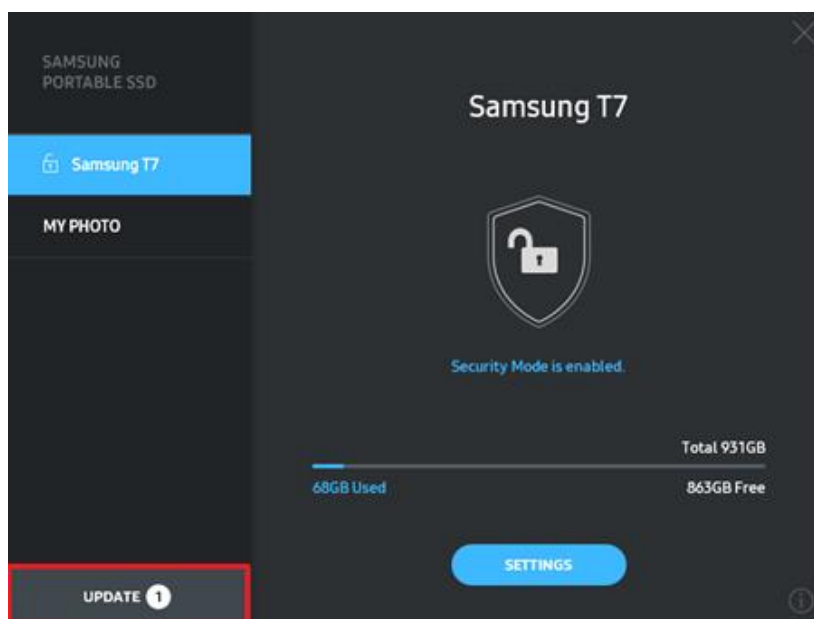 SAMSUNG
PORTABLE SSD
Samsung T7
MY PHOTO
UPDATE 1
Samsung T7
Security Mode is enabled.
Total 931GB
68GB Used
863GB Free
SETTINGS